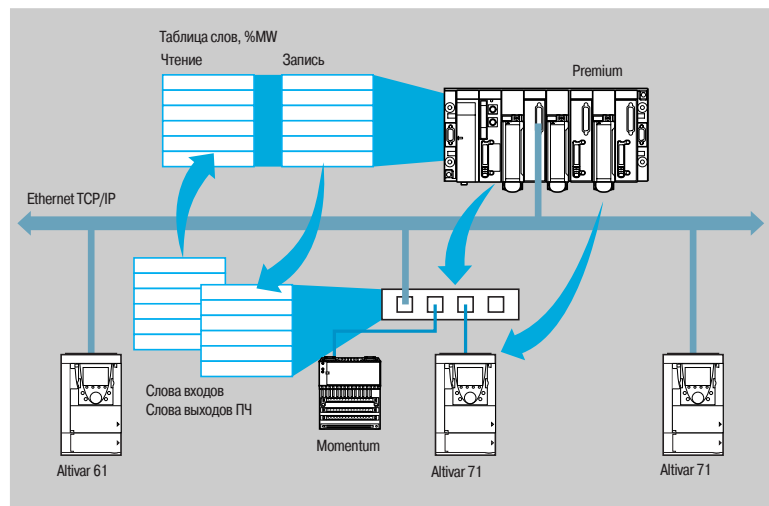 Таблица слов, %MW
Чтение
Запись
Premium
Ethernet TCP/IP
Слова входов
Слова выходов ПЧ
Altivar 61
Momentum
Altivar 71
Altivar 71